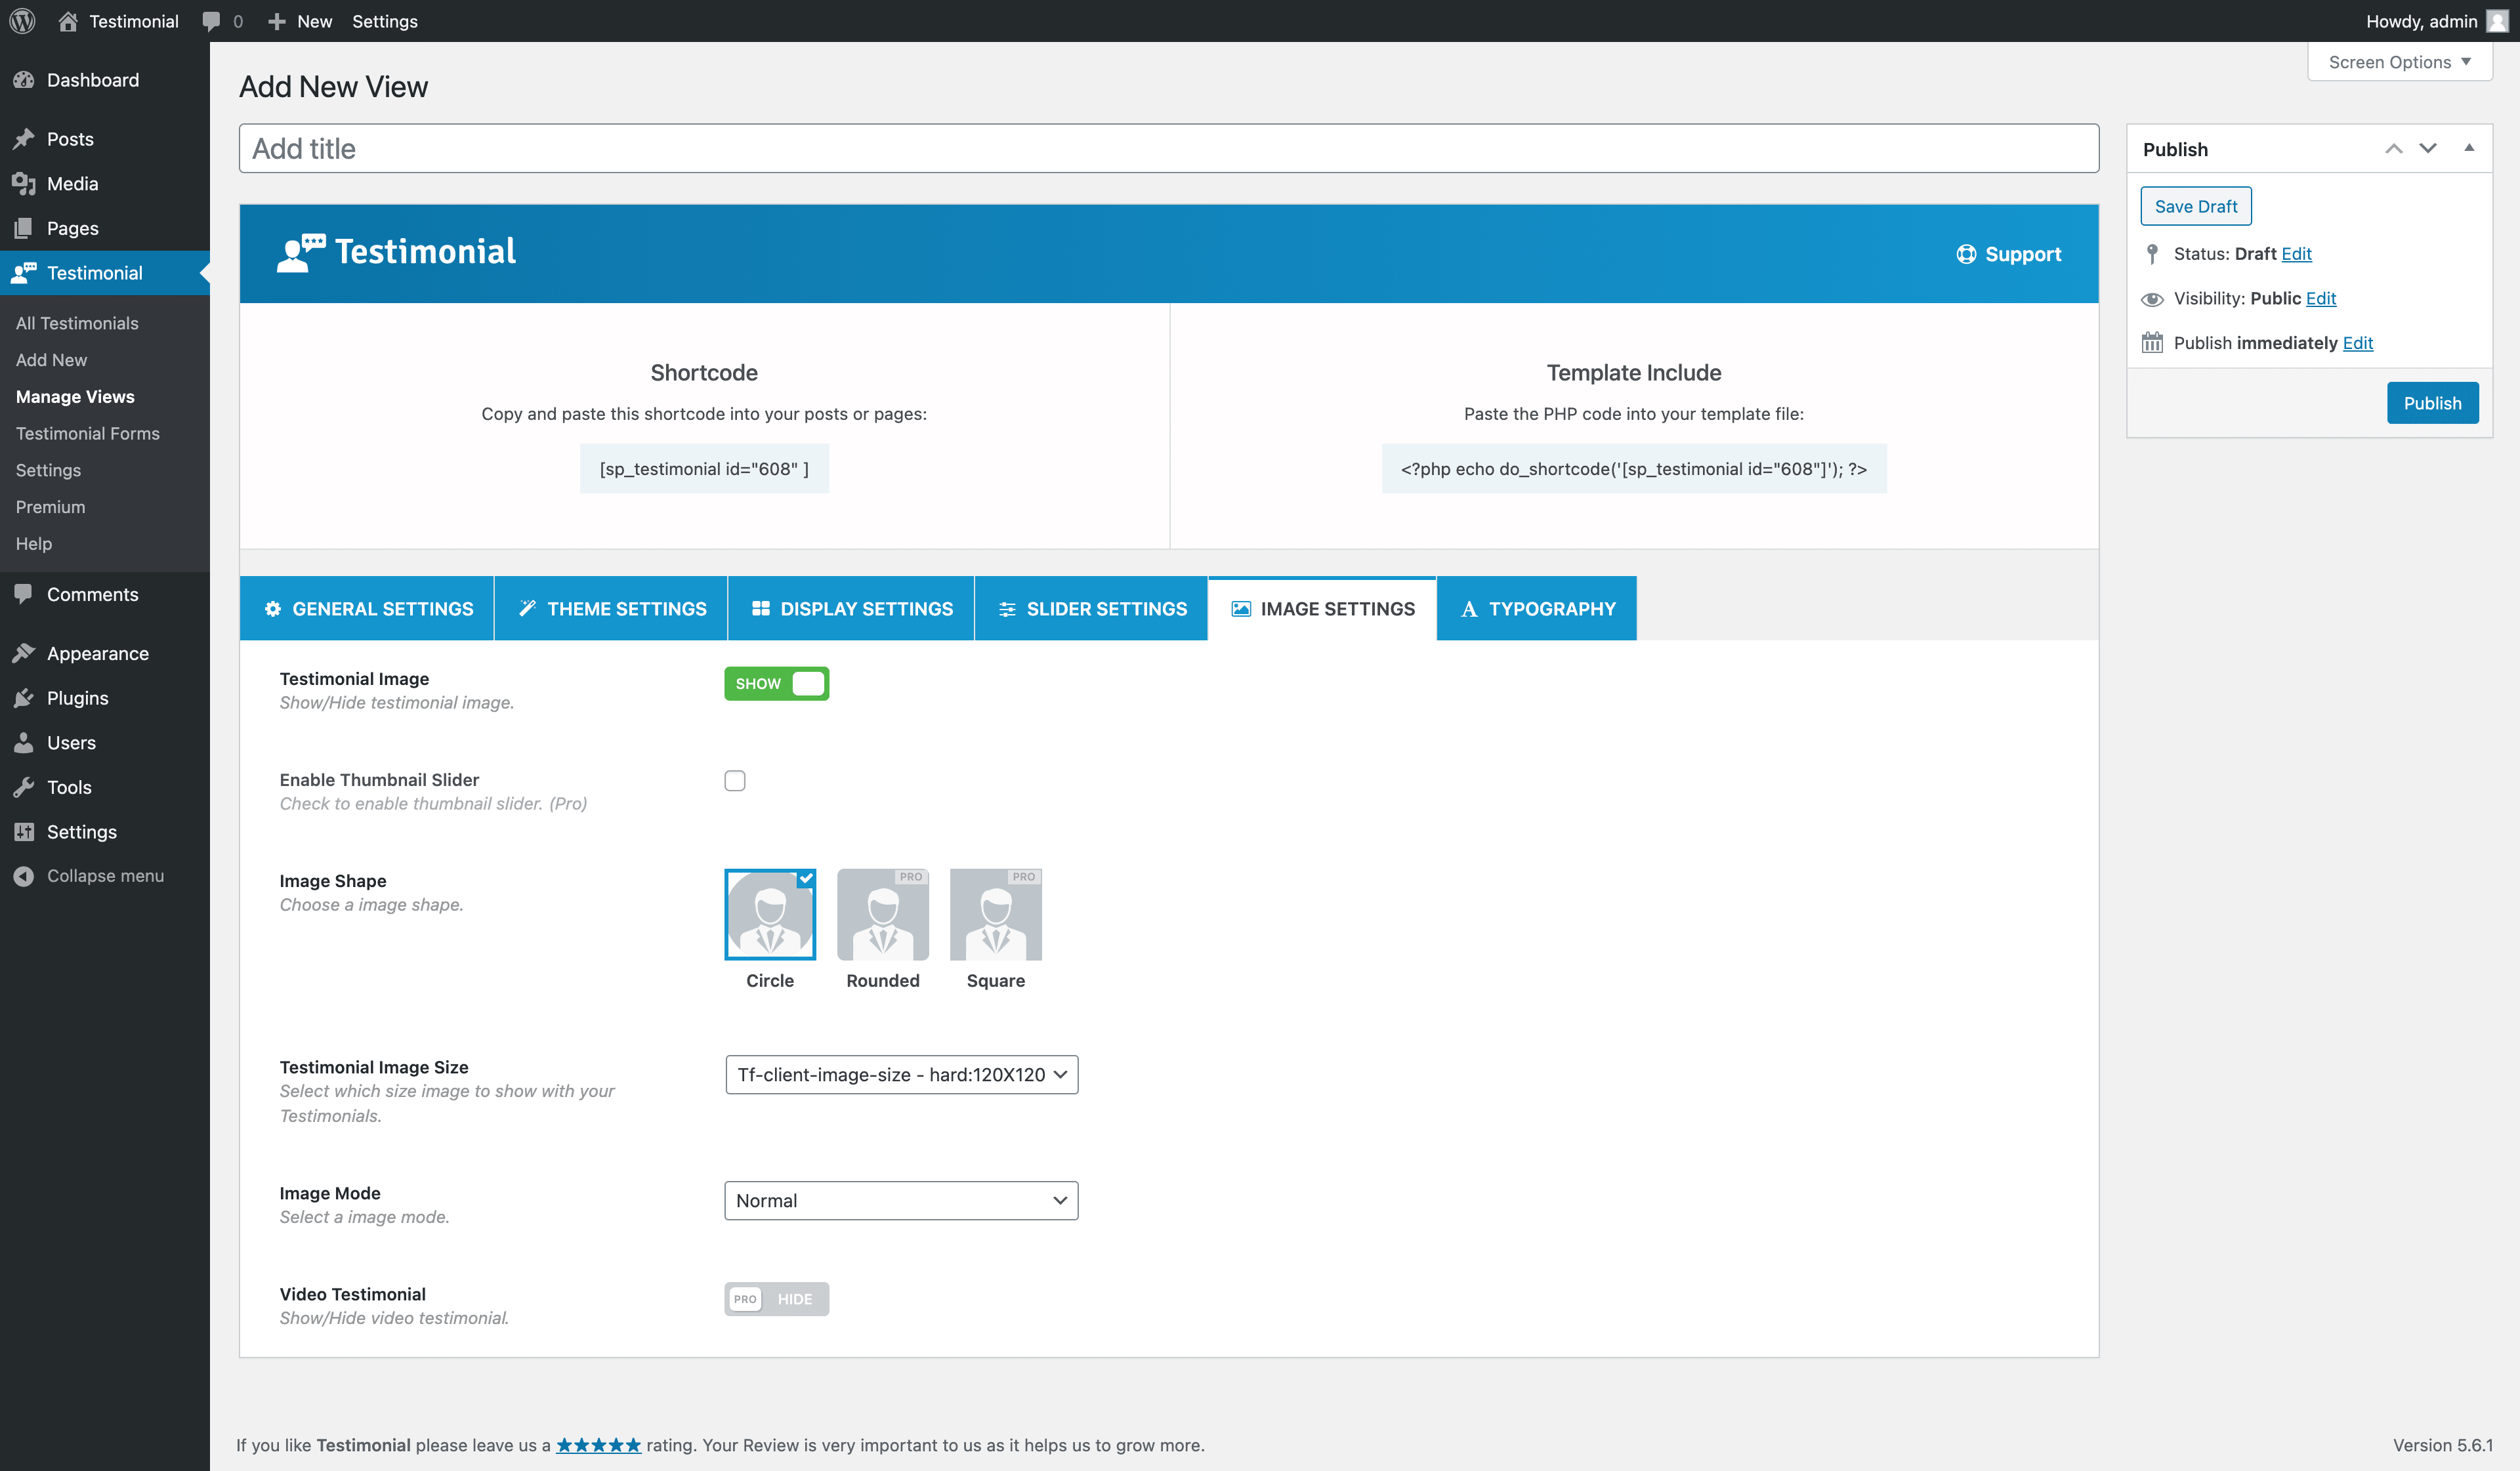 Testimonial
0
New
Settings
Howdy, admin
Dashboard
Posts
Media
Pages
Testimonial
All Testimonials
Add New
Manage Views
Testimonial Forms
Settings
Premium
Help
Comments
Appearance
Plugins
Users
Tools
Settings
Collapse menu
Screen Options
Add New View
Add title
Testimonial
Support
Shortcode
Copy and paste this shortcode into your posts or pages:
[sp_testimonial id="608" ]
Template Include
Paste the PHP code into your template file:
<?php echo do_shortcode('[sp_testimonial id="608"]'); ?>
GENERAL SETTINGS
THEME SETTINGS
DISPLAY SETTINGS
SLIDER SETTINGS
IMAGE SETTINGS
TYPOGRAPHY
Testimonial Image
Show/Hide testimonial image.
SHOW
Enable Thumbnail Slider
Check to enable thumbnail slider. (Pro)
Image Shape
Choose a image shape.
PRO
PRO
Circle
Rounded
Square
Testimonial Image Size
Select which size image to show with your
Testimonials.
Tf-client-image-size - hard:120X120
Image Mode
Select a image mode.
Normal
Video Testimonial
Show/Hide video testimonial.
PRO
HIDE
Publish
Save Draft
Status: Draft Edit
Visibility: Public Edit
Publish immediately Edit
Publish
If you like Testimonial please leave us a ★★★★★ rating. Your Review is very important to us as it helps us to grow more.
Version 5.6.1